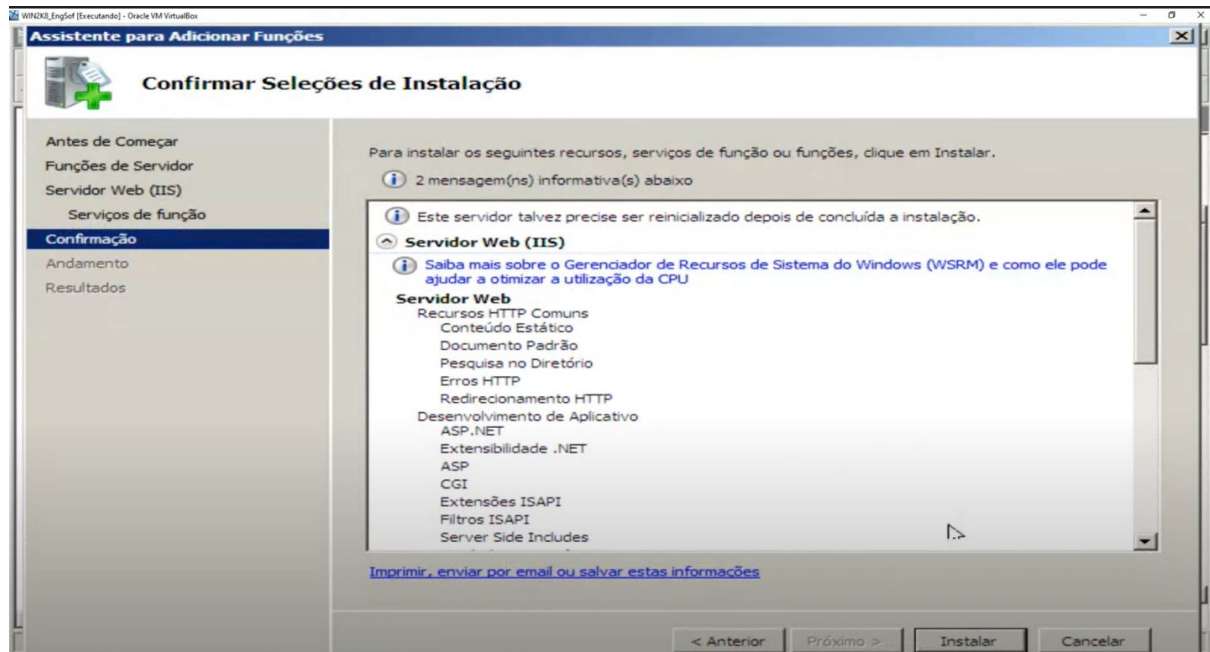 WIN2K8_EngSof [Executando] - Oracle VM VirtualBox
Assistente para Adicionar Funções
Confirmar Seleções de Instalação
Antes de Começar
Funções de Servidor
Servidor Web (IIS)
Serviços de função
Confirmação
Andamento
Resultados
Para instalar os seguintes recursos, serviços de função ou funções, clique em Instalar.
2 mensagem(ns) informativa(s) abaixo
Este servidor talvez precise ser reinicializado depois de concluída a instalação.
Servidor Web (IIS)
Saiba mais sobre o Gerenciador de Recursos de Sistema do Windows (WSRM) e como ele pode
ajudar a otimizar a utilização da CPU
Servidor Web
Recursos HTTP Comuns
Conteúdo Estático
Documento Padrão
Pesquisa no Diretório
Erros HTTP
Redirecionamento HTTP
Desenvolvimento de Aplicativo
ASP.NET
Extensibilidade .NET
ASP
CGI
Extensões ISAPI
Filtros ISAPI
Server Side Includes
Imprimir, enviar por email ou salvar estas informações
< Anterior
Próximo >
Instalar
Cancelar